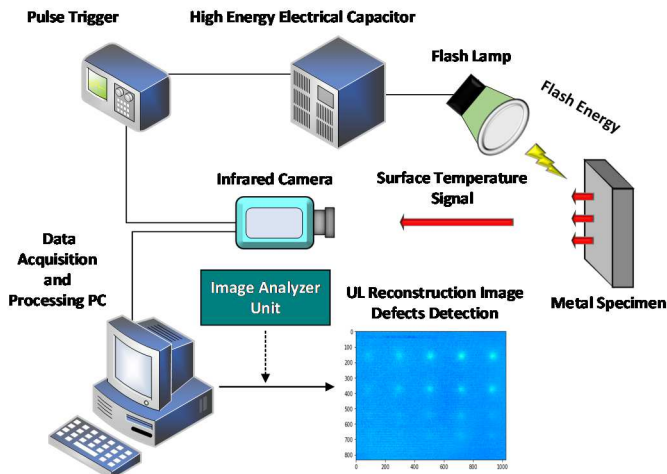 Pulse Trigger
High Energy Electrical Capacitor
Flash Lamp
Flash Energy
Infrared Camera
Surface Temperature
Signal
Data
Acquisition
and
Processing PC
Image Analyzer
Unit
UL Reconstruction Image
Defects Detection
Metal Specimen
0
100
200
300
400
500
600
700
800
0 200 400 600 800 1000